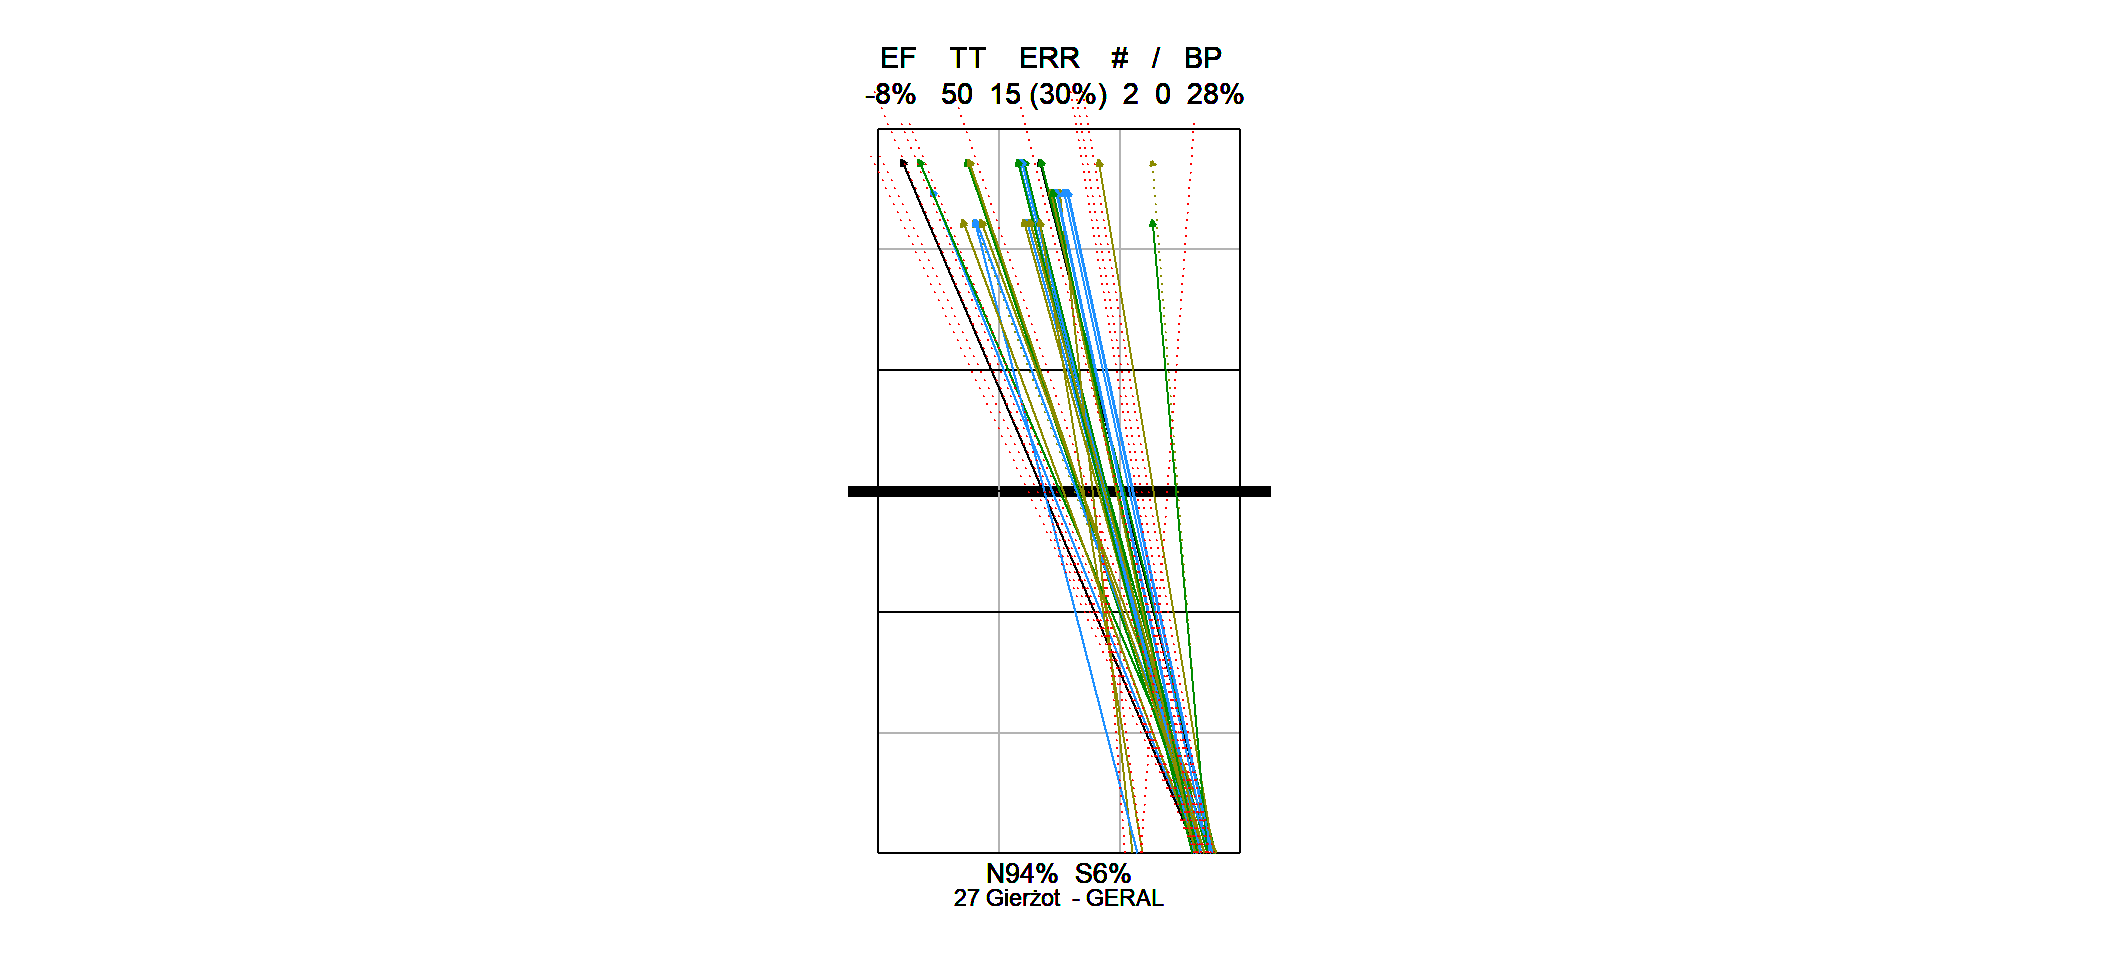 EF TT ERR # / BP
-8% 50 15 (30%) 2 0 28%
N94% S6%
27 Gierżot - GERAL